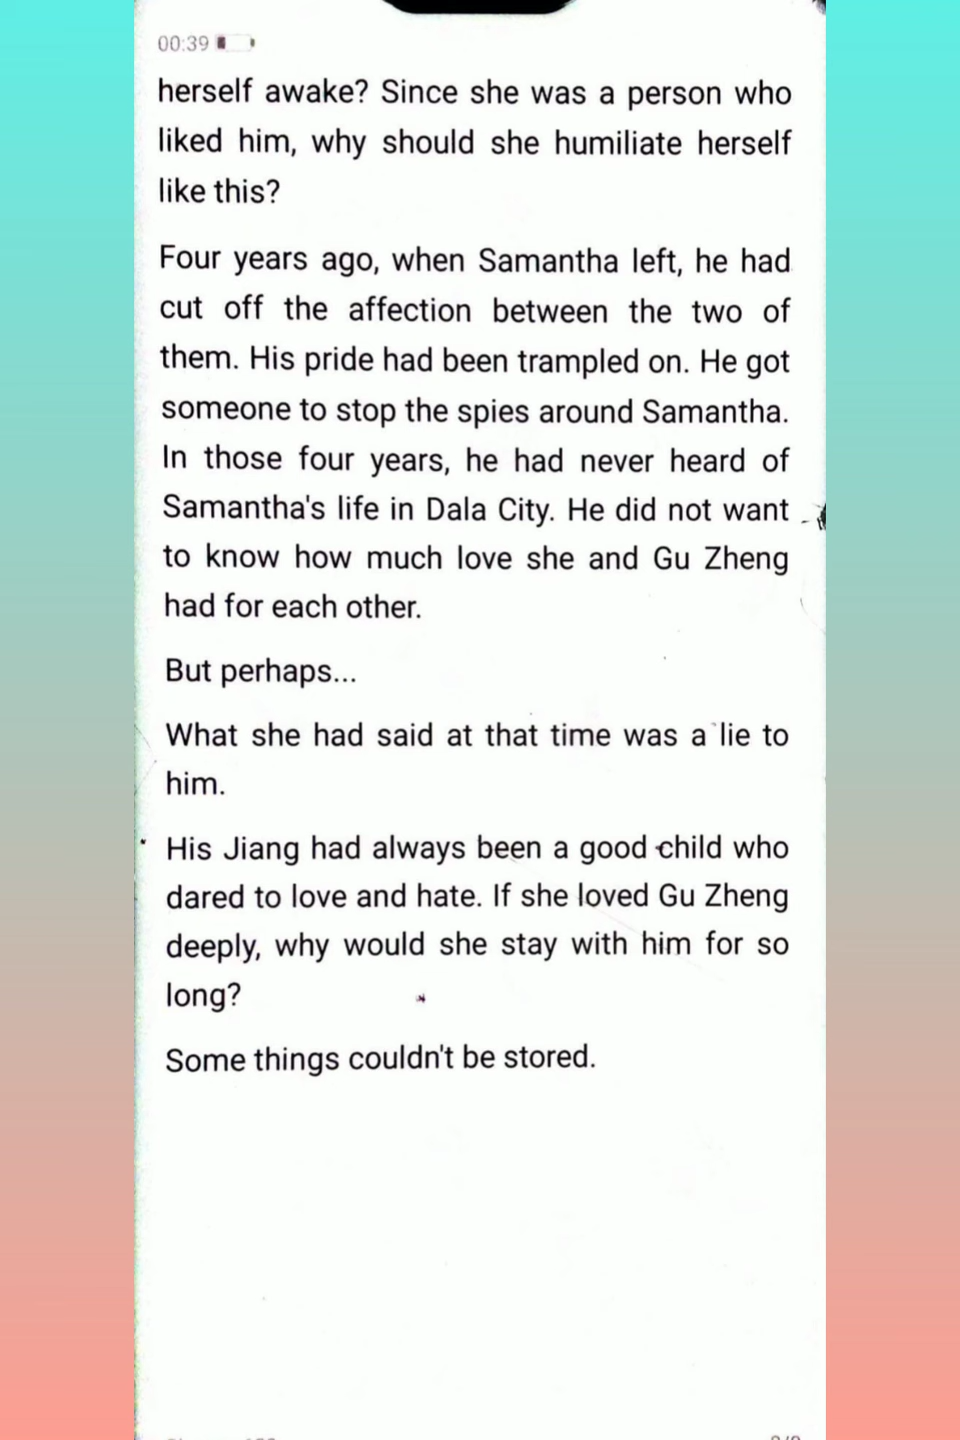 00:39
herself awake? Since she was a person who
liked him, why should she humiliate herself
like this?
Four years ago, when Samantha left, he had
cut off the affection between the two of
them. His pride had been trampled on. He got
someone to stop the spies around Samantha.
In those four years, he had never heard of
Samantha's life in Dala City. He did not want
to know how much love she and Gu Zheng
had for each other.
But perhaps...
What she had said at that time was a lie to
him.
His Jiang had always been a good child who
dared to love and hate. If she loved Gu Zheng
deeply, why would she stay with him for so
long?
Some things couldn't be stored.